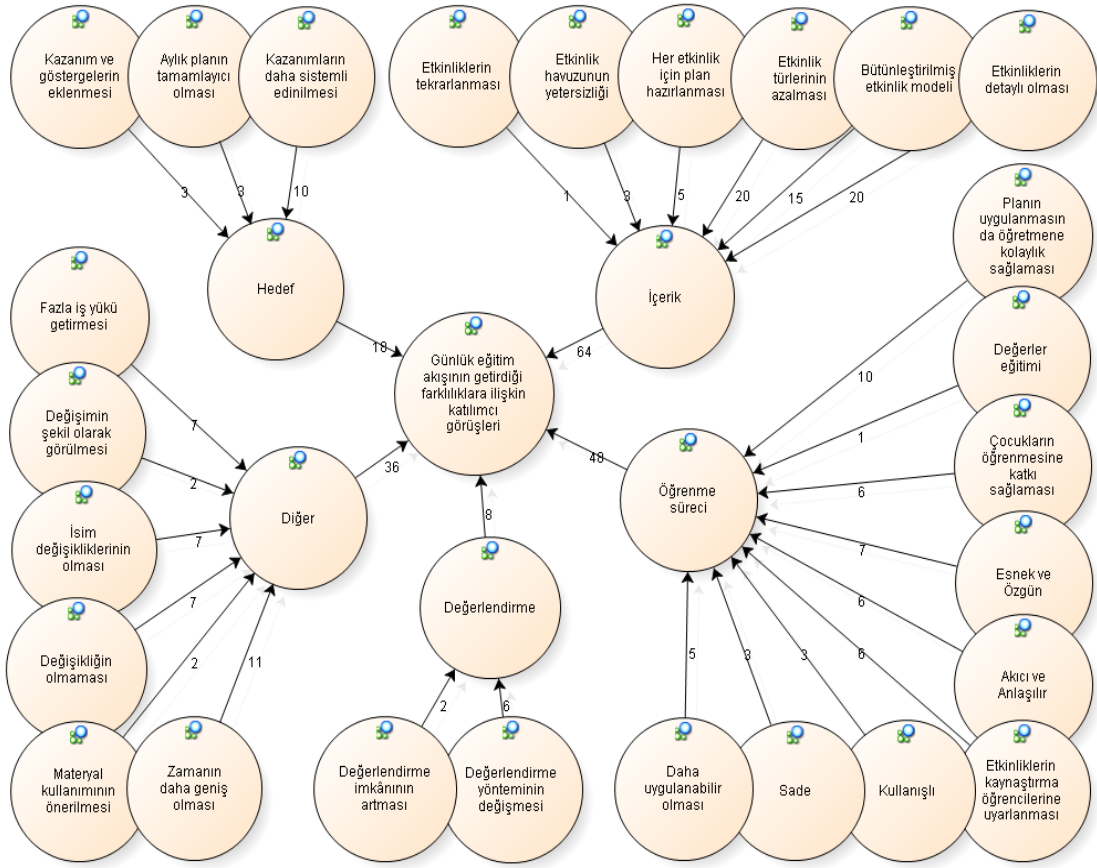 Kazanım ve
göstergelerin
eklenmesi
Aylık planın
tamamlayıcı
olması
Kazanımların
daha sistemli
edinilmesi
Etkinliklerin
tekrarlanması
Etkinlik
havuzunun
yetersizliği
Her etkinlik
için plan
hazırlanması
Etkinlik
türlerinin
azalması
Bütünleştirilmiş
etkinlik modeli
Etkinliklerin
detaylı olması
3
3
10
1
3
5
20
15
20
Hedef
İçerik
Planın
uygulanmasın
da öğretmene
kolaylık
sağlaması
Fazla iş yükü
getirmesi
18
64
Günlük eğitim
akışının getirdiği
farklılıklara ilişkin
katılımcı
görüşleri
Değerler
eğitimi
10
Değişimin
şekil olarak
görülmesi
7
1
Çocukların
öğrenmesine
katkı
sağlaması
2
36
48
6
İsim
değişikliklerinin
olması
7
Diğer
8
Öğrenme
süreci
7
Esnek ve
Özgün
Değişikliğin
olmaması
7
2
11
Değerlendirme
6
6
Akıcı ve
Anlaşılır
2
6
5
3
3
Materyal
kullanımının
önerilmesi
Zamanın
daha geniş
olması
Değerlendirme
imkânının
artması
Değerlendirme
yönteminin
değişmesi
Daha
uygulanabilir
olması
Sade
Kullanışlı
Etkinliklerin
kaynaştırma
öğrencilerine
uyarlanması